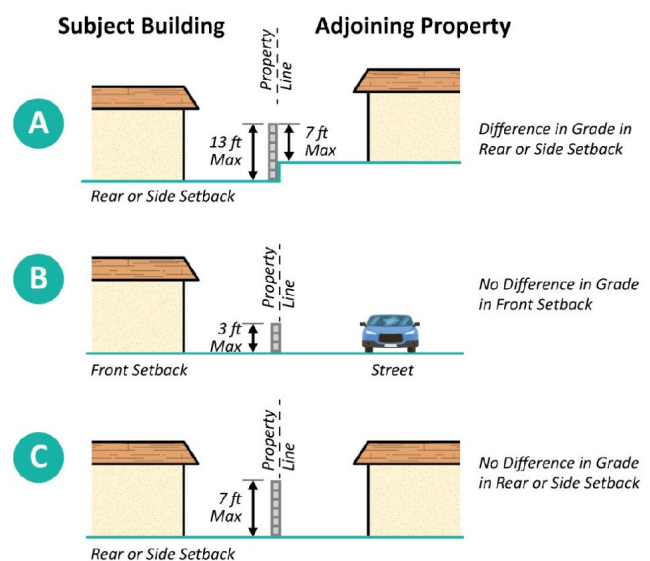 Subject Building
Adjoining Property
A
Property
Line
13 ft
Max
7 ft
Max
Difference in Grade in
Rear or Side Setback
Rear or Side Setback
B
Property
Line
3 ft
Max
No Difference in Grade
in Front Setback
Front Setback
Street
C
Property
Line
7 ft
Max
No Difference in Grade
in Rear or Side Setback
Rear or Side Setback